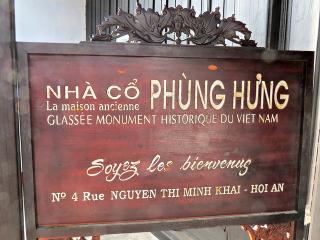 NHÀ CỔ PHÙNG HƯNG
La maison ancienne
GLASSÉE MONUMENT HISTORIQUE DU VIET NAM
Soyez les bienvenus
Nº 4 Rue NGUYEN THI MINH KHAI - HOI AN